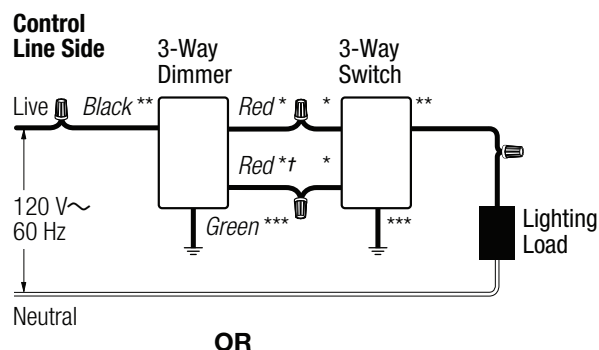 Control
Line Side
3-Way
Dimmer
3-Way
Switch
Live
Black **
Red *
*
**
Red *†
*
120 V~
60 Hz
Green ***
***
Lighting
Load
Neutral
OR